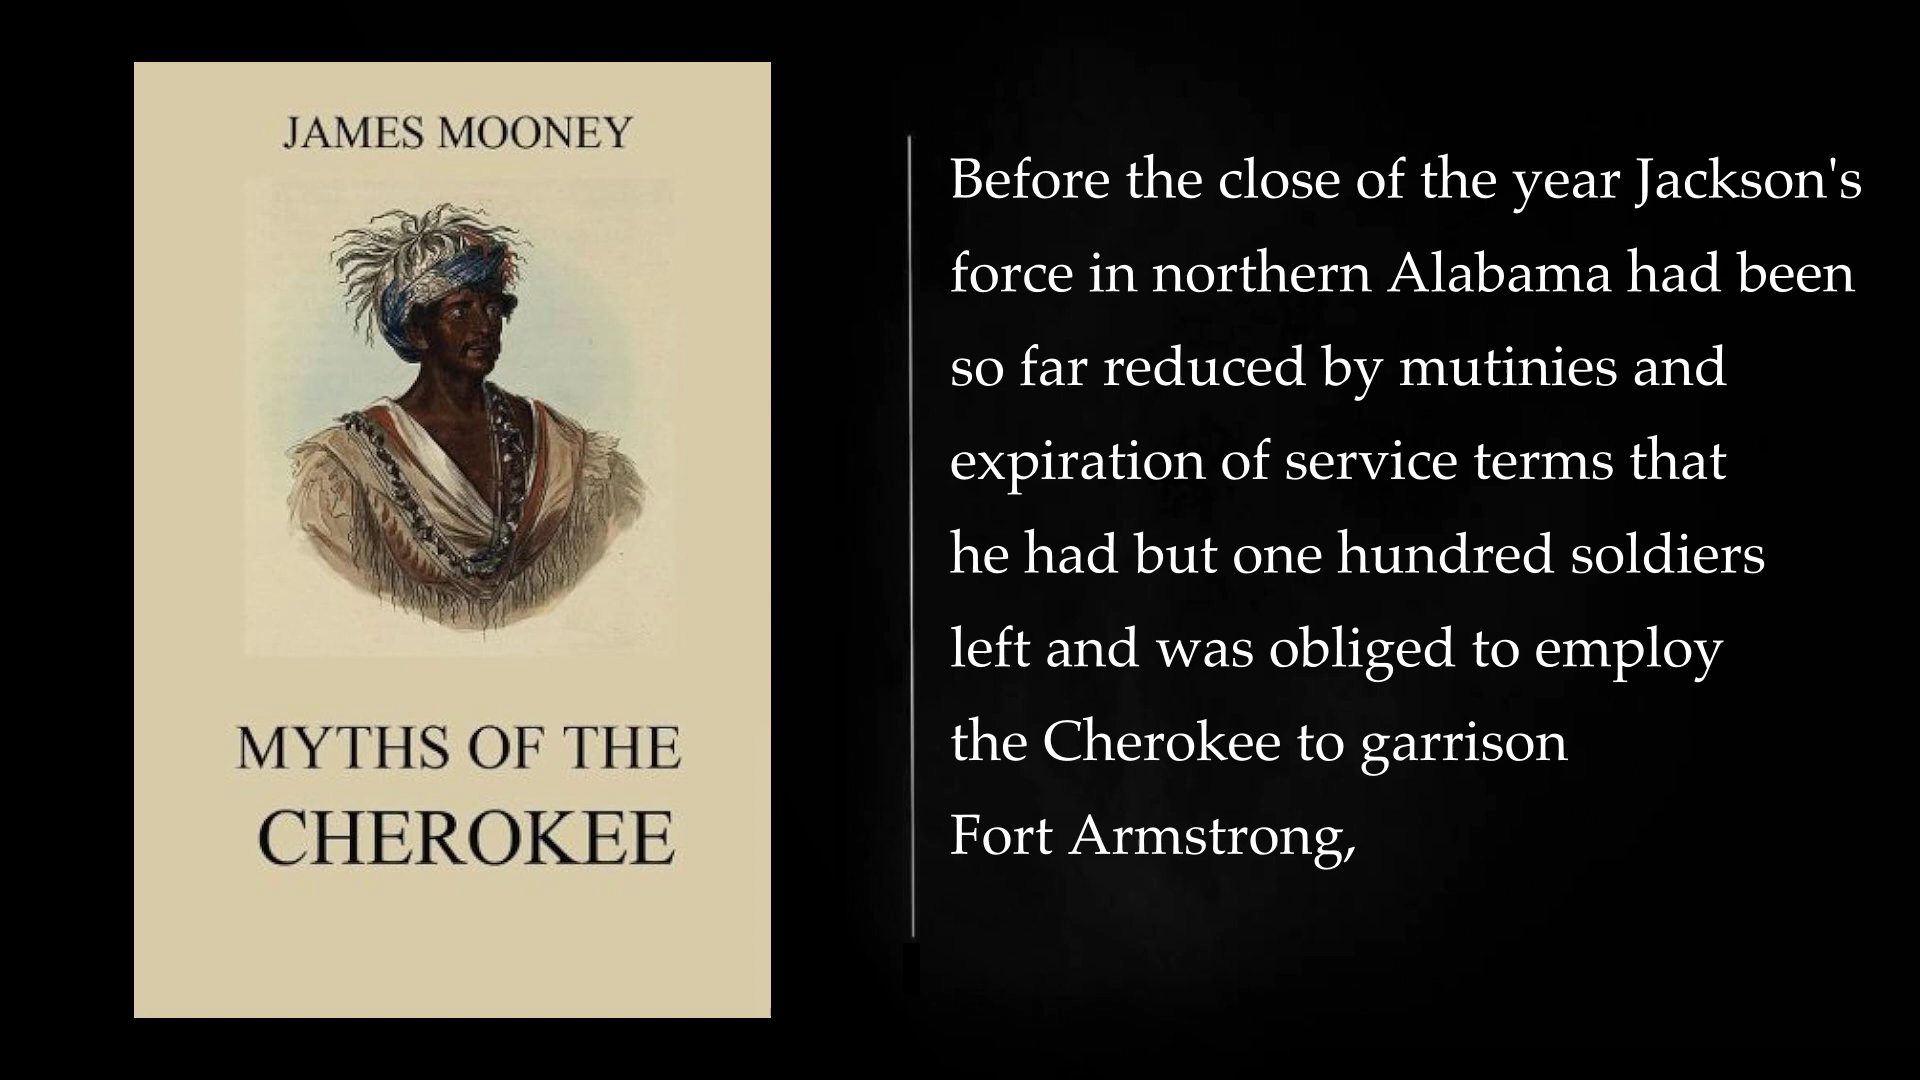 JAMES MOONEY
MYTHS OF THE
CHEROKEE
Before the close of the year Jackson's
force in northern Alabama had been
so far reduced by mutinies and
expiration of service terms that
he had but one hundred soldiers
left and was obliged to employ
the Cherokee to garrison
Fort Armstrong,